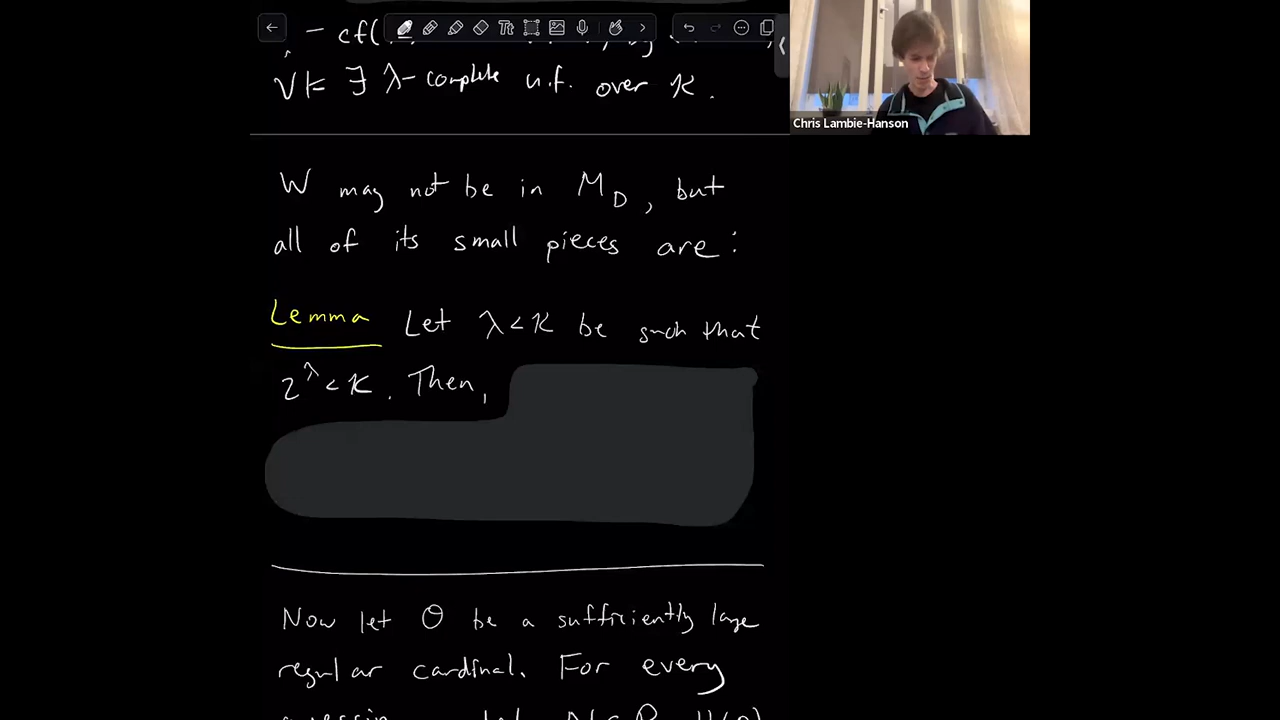 – cf(
V ⊨ ∃ λ-complete u.f. over κ.
Chris Lambie-Hanson
W may not be in M_D, but
all of its small pieces are:
Lemma Let λ<κ be such that
2^λ < κ. Then,
Now let θ be a sufficiently large
regular cardinal. For every